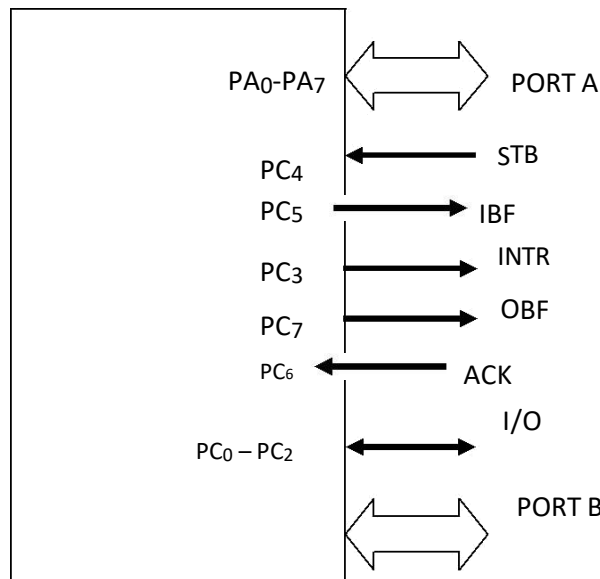 PA0-PA7 PORT A
PC4 STB
PC5 IBF
PC3 INTR
PC7 OBF
PC6 ACK
PC0 – PC2 I/O
PORT B